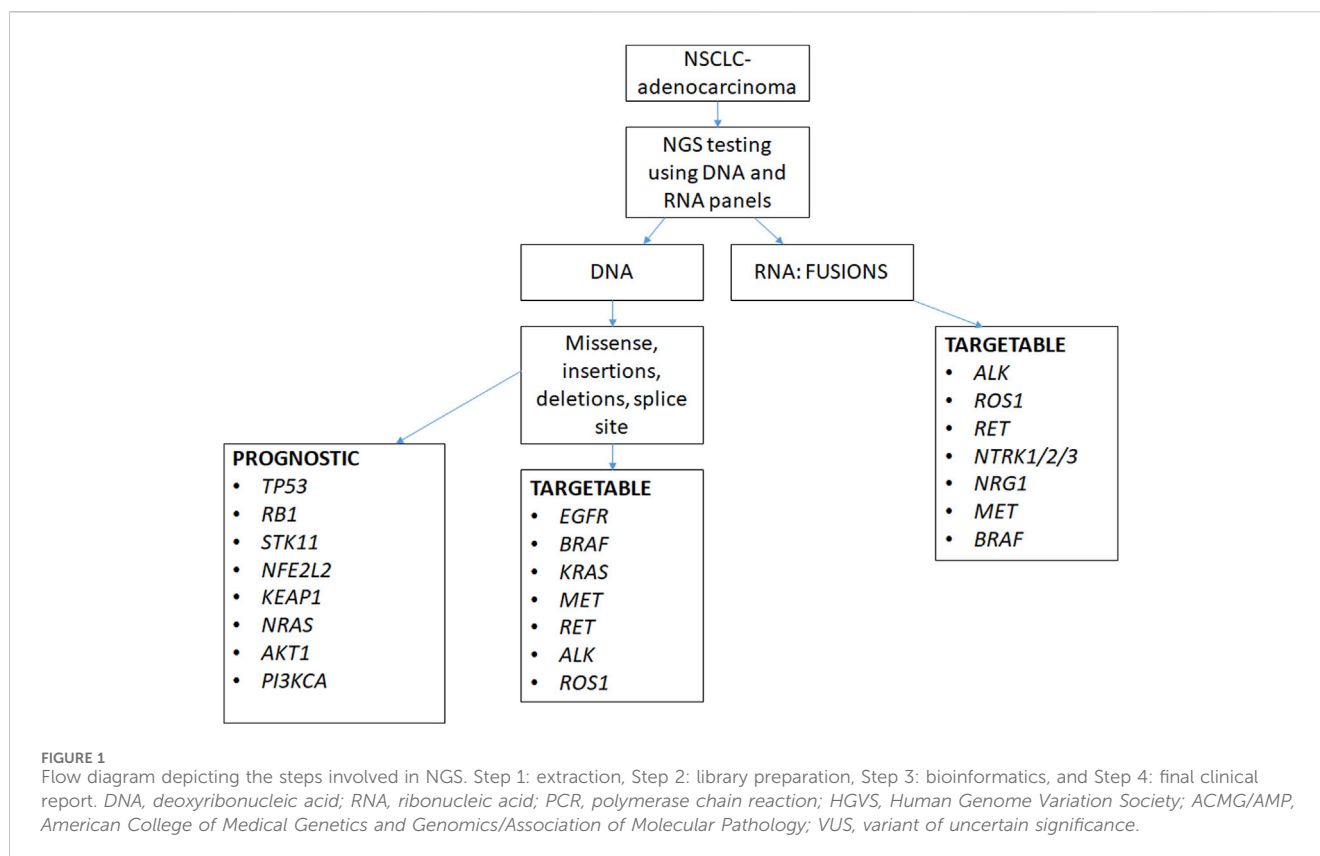 NSCLC-
adenocarcinoma
NGS testing
using DNA and
RNA panels
DNA
RNA: FUSIONS
Missense,
insertions,
deletions, splice
site
TARGETABLE
• ALK
• ROS1
• RET
• NTRK1/2/3
• NRG1
• MET
• BRAF
PROGNOSTIC
• TP53
• RB1
• STK11
• NFE2L2
• KEAP1
• NRAS
• AKT1
• PI3KCA
TARGETABLE
• EGFR
• BRAF
• KRAS
• MET
• RET
• ALK
• ROS1
FIGURE 1
Flow diagram depicting the steps involved in NGS. Step 1: extraction, Step 2: library preparation, Step 3: bioinformatics, and Step 4: final clinical
report. DNA, deoxyribonucleic acid; RNA, ribonucleic acid; PCR, polymerase chain reaction; HGVS, Human Genome Variation Society; ACMG/AMP,
American College of Medical Genetics and Genomics/Association of Molecular Pathology; VUS, variant of uncertain significance.